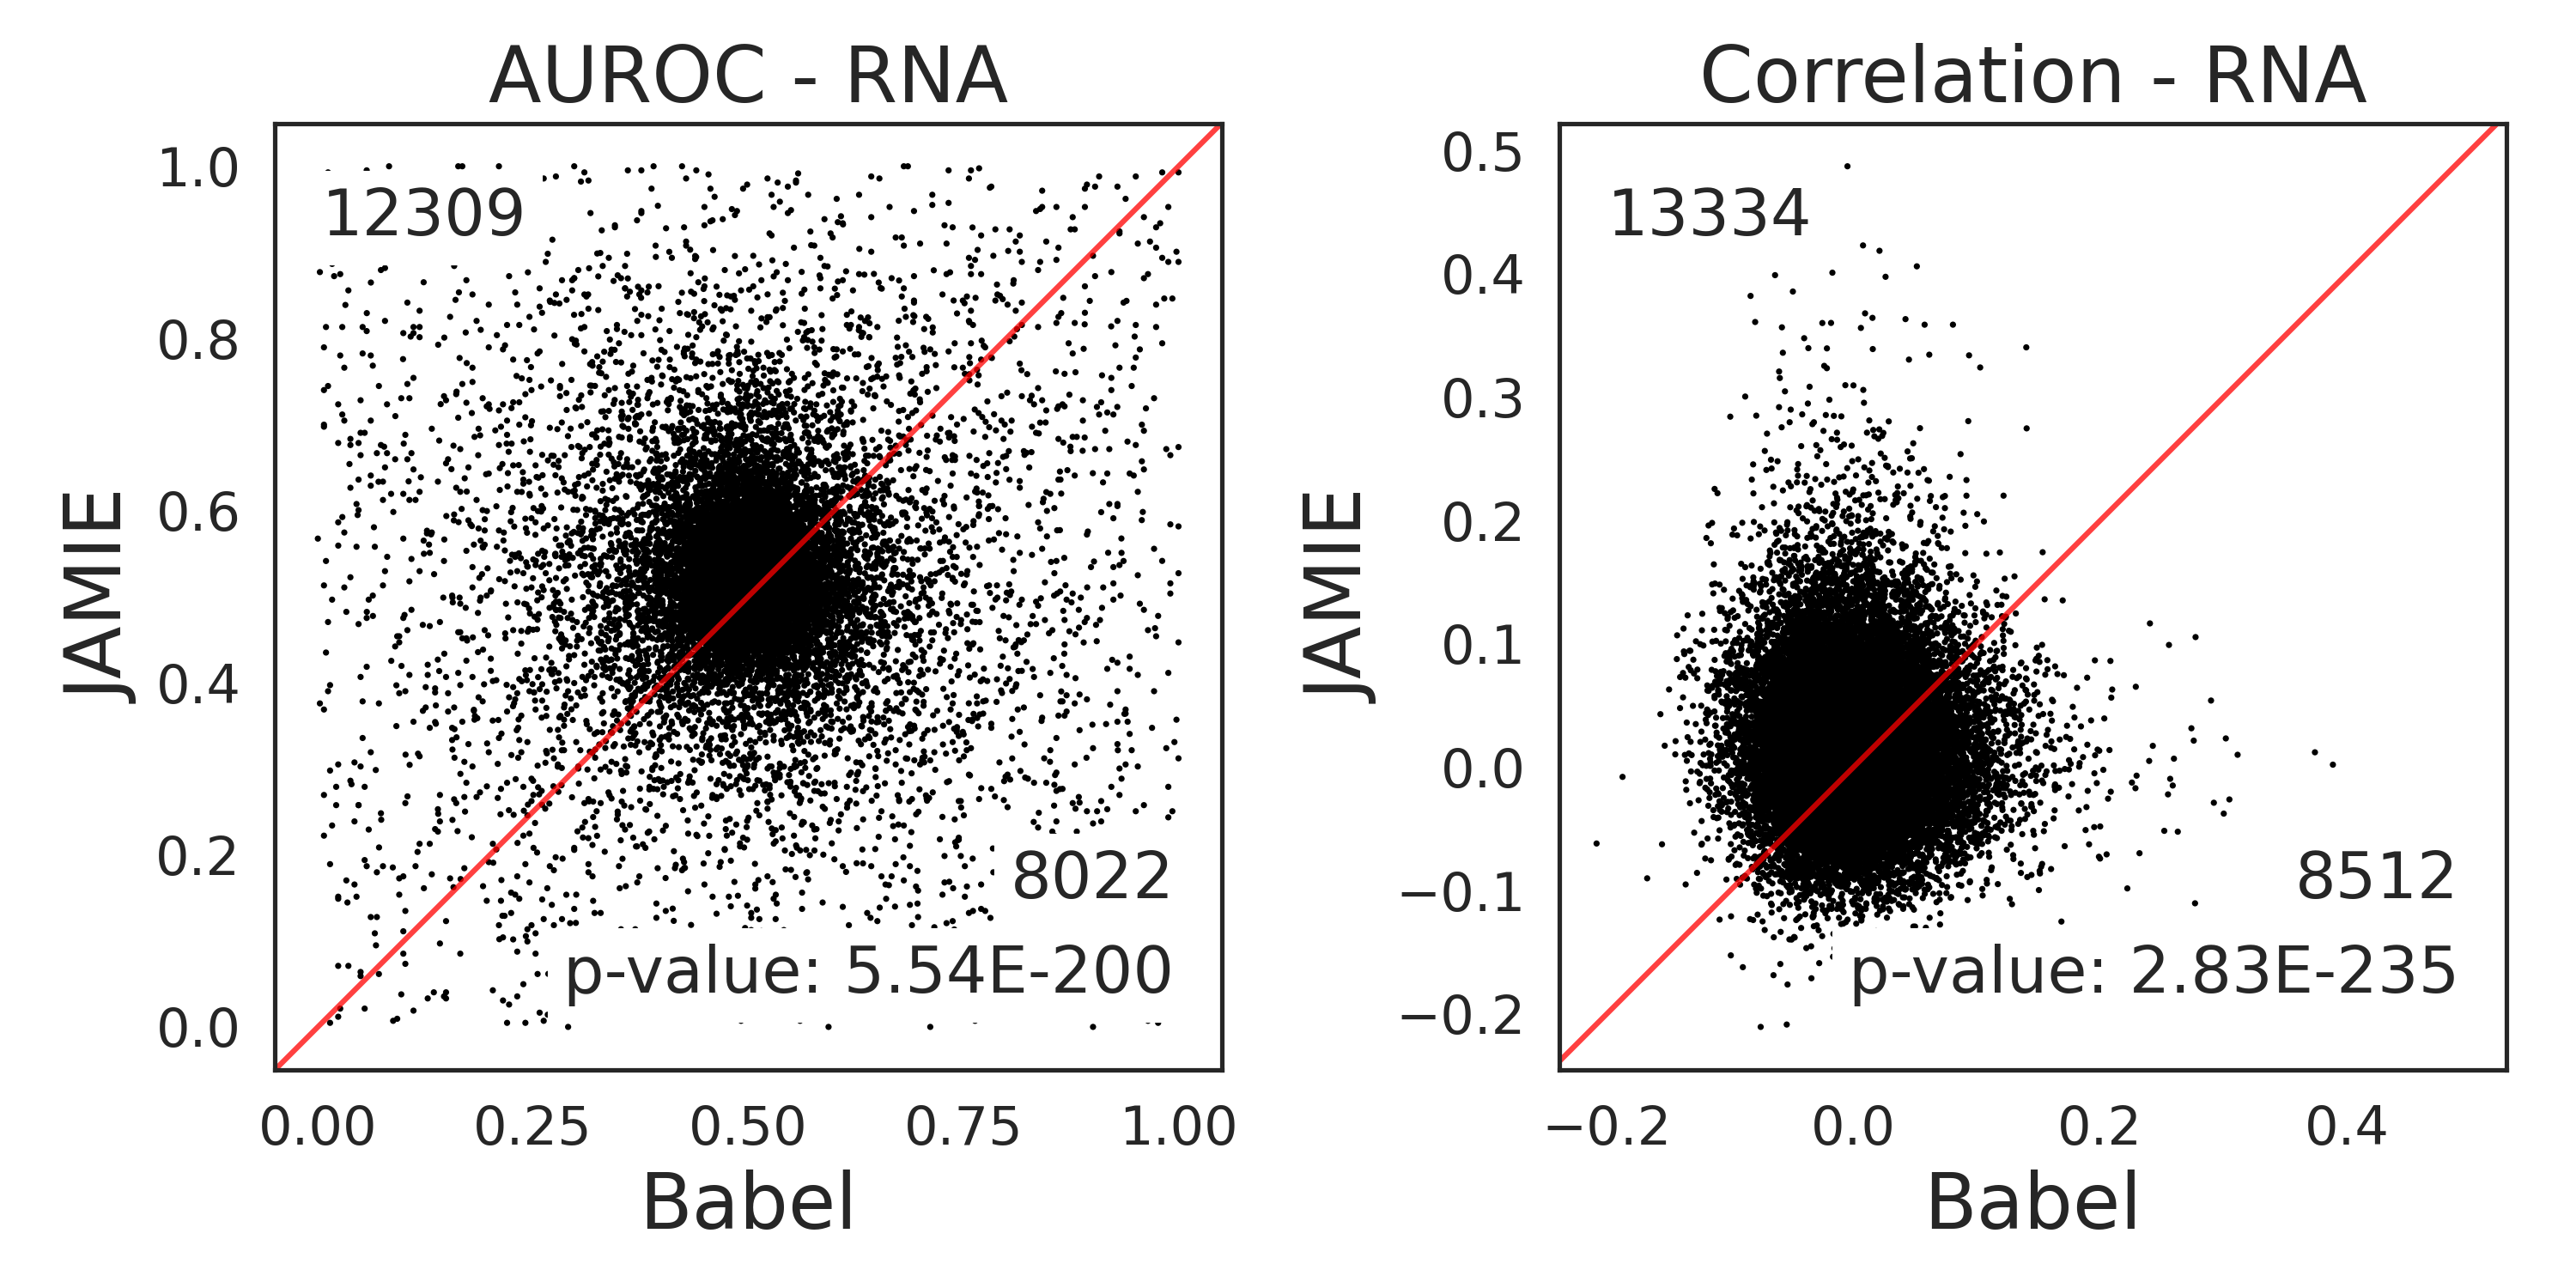 AUROC - RNA
1.0
0.8
0.6
0.4
0.2
0.0
JAMIE
12309
8022
p-value: 5.54E-200
0.00 0.25 0.50 0.75 1.00
Babel
Correlation - RNA
0.5
0.4
0.3
0.2
0.1
0.0
−0.1
−0.2
JAMIE
13334
8512
p-value: 2.83E-235
−0.2 0.0 0.2 0.4
Babel